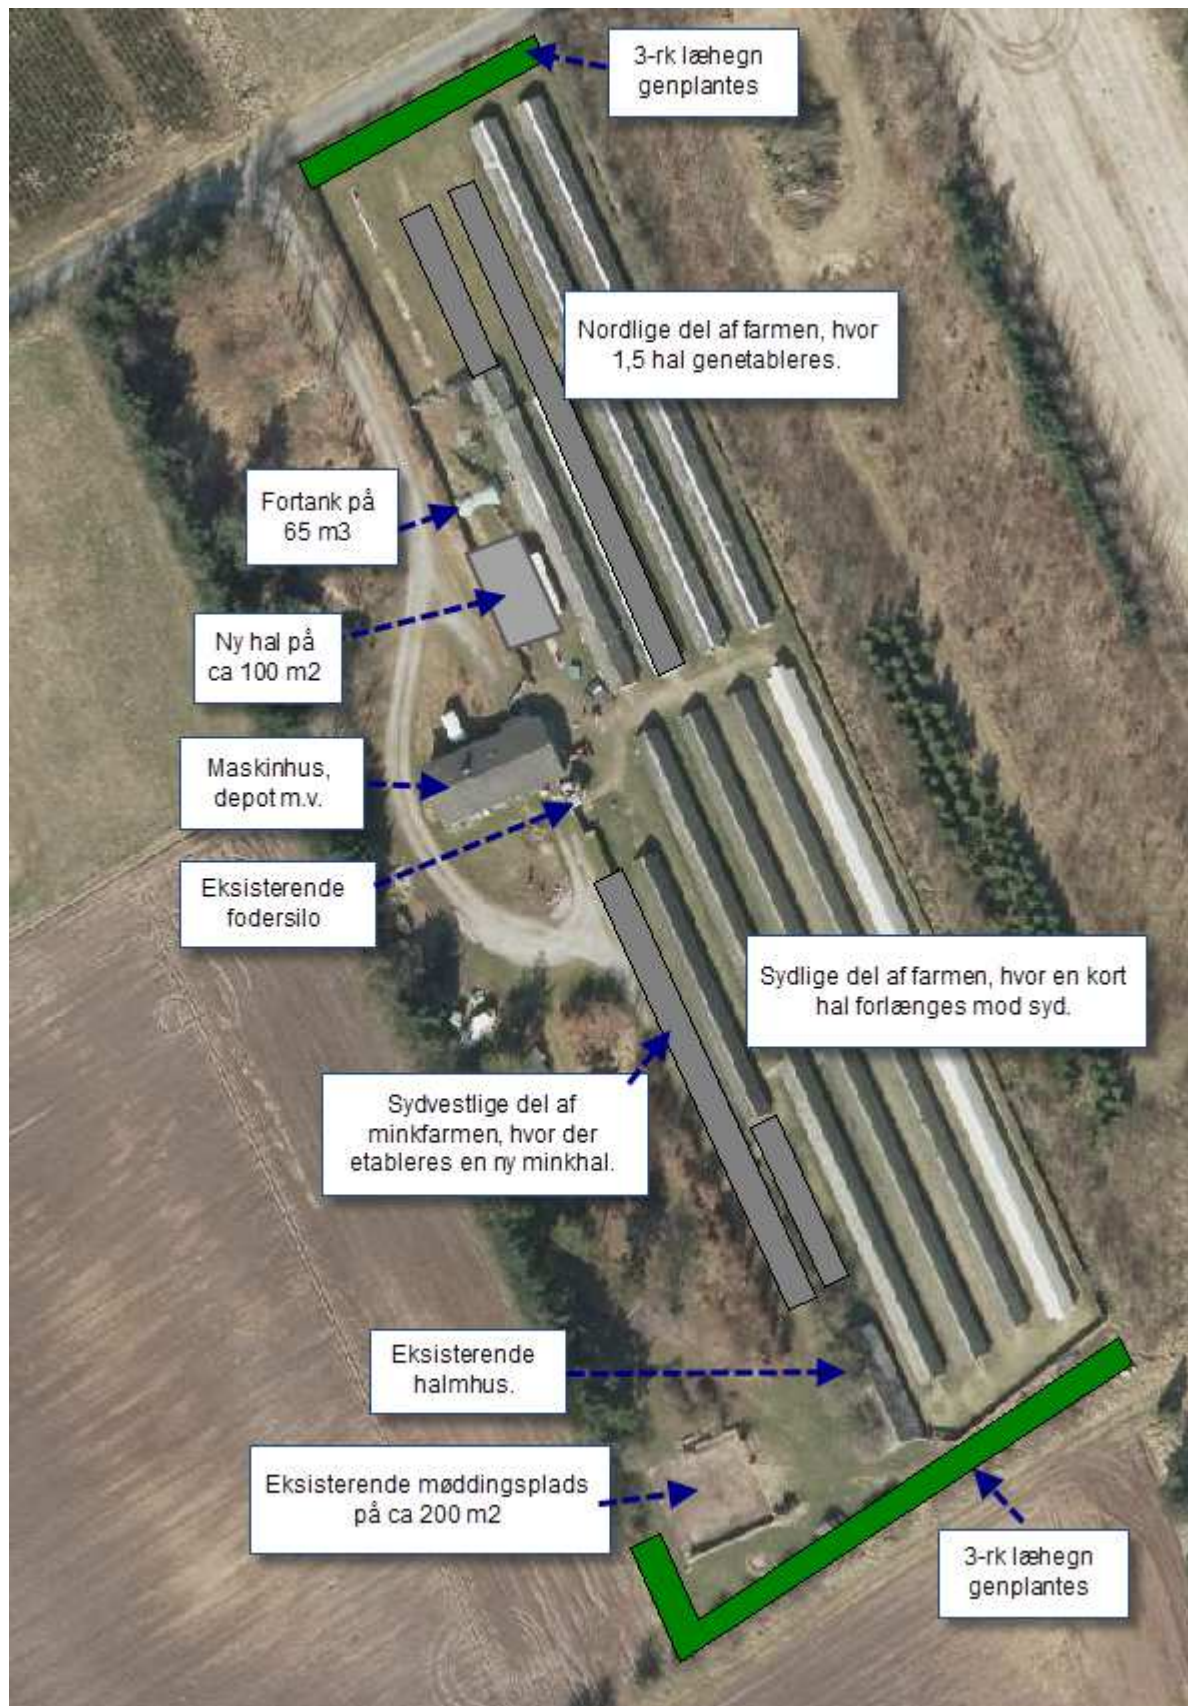 3-rk læhegn
genplantes
Nordlige del af farmen, hvor
1,5 hal genetableres.
Fortank på
65 m3
Ny hal på
ca 100 m2
Maskinhus,
depot m.v.
Eksisterende
fodersilo
Sydlige del af farmen, hvor en kort
hal forlænges mod syd.
Sydvestlige del af
minkfarmen, hvor der
etableres en ny minkhal.
Eksisterende
halmhus.
Eksisterende møddingsplads
på ca 200 m2
3-rk læhegn
genplantes